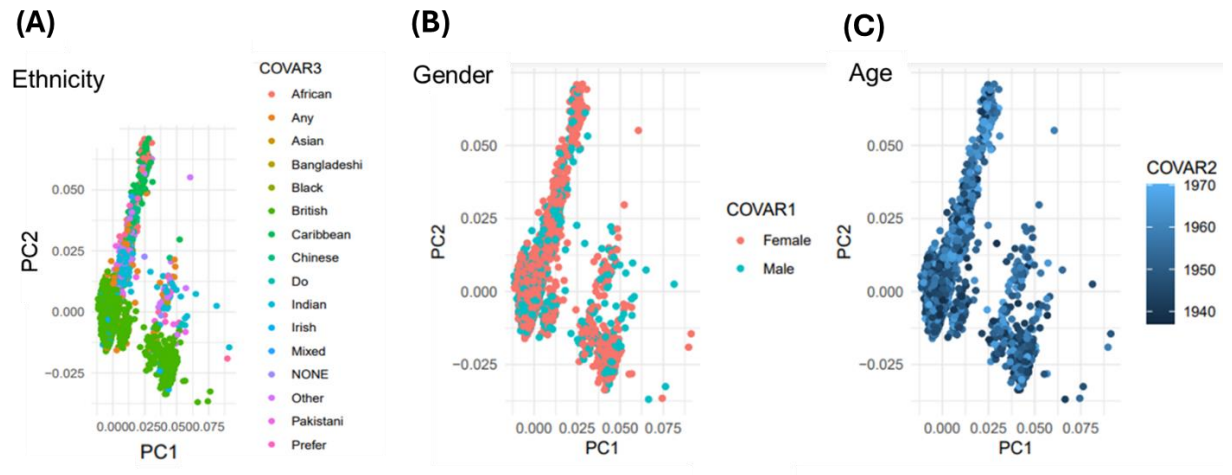 (A)
Ethnicity
COVAR3
African
Any
Asian
Bangladeshi
Black
British
Caribbean
Chinese
Do
Indian
Irish
Mixed
NONE
Other
Pakistani
Prefer
PC2
0.050
0.025
0.000
−0.025
0.0000.0250.0500.075
PC1
(B)
Gender
PC2
0.050
0.025
0.000
−0.025
0.000 0.025 0.050 0.075
PC1
COVAR1
Female
Male
(C)
Age
PC2
0.050
0.025
0.000
−0.025
0.000 0.025 0.050 0.075
PC1
COVAR2
1970
1960
1950
1940